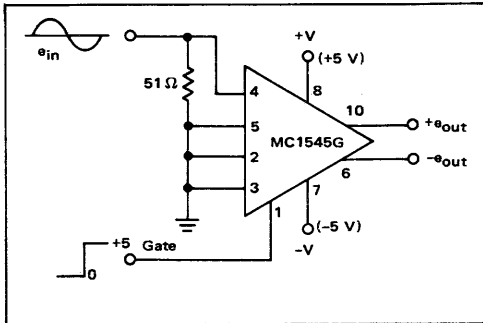 e_in
51 Ω
4
5
2
3
1
+V
(+5 V)
8
MC1545G
10
+e_out
6
-e_out
7
(-5 V)
-V
+5
Gate
0